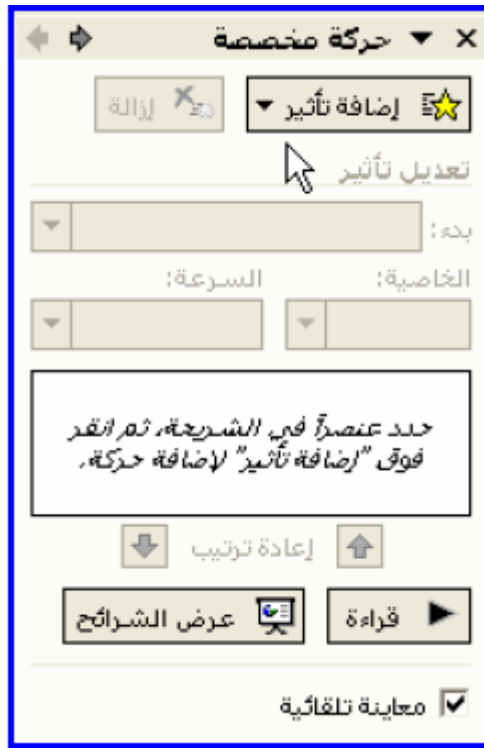 حركة مخصصة
إضافة تأثير إزالة
تعديل تأثير
بدء:
الخاصية: السرعة:
حدد عنصراً في الشريحة، ثم انقر
فوق "إضافة تأثير" لإضافة حركة.
إعادة ترتيب
قراءة عرض الشرائح
معاينة تلقائية